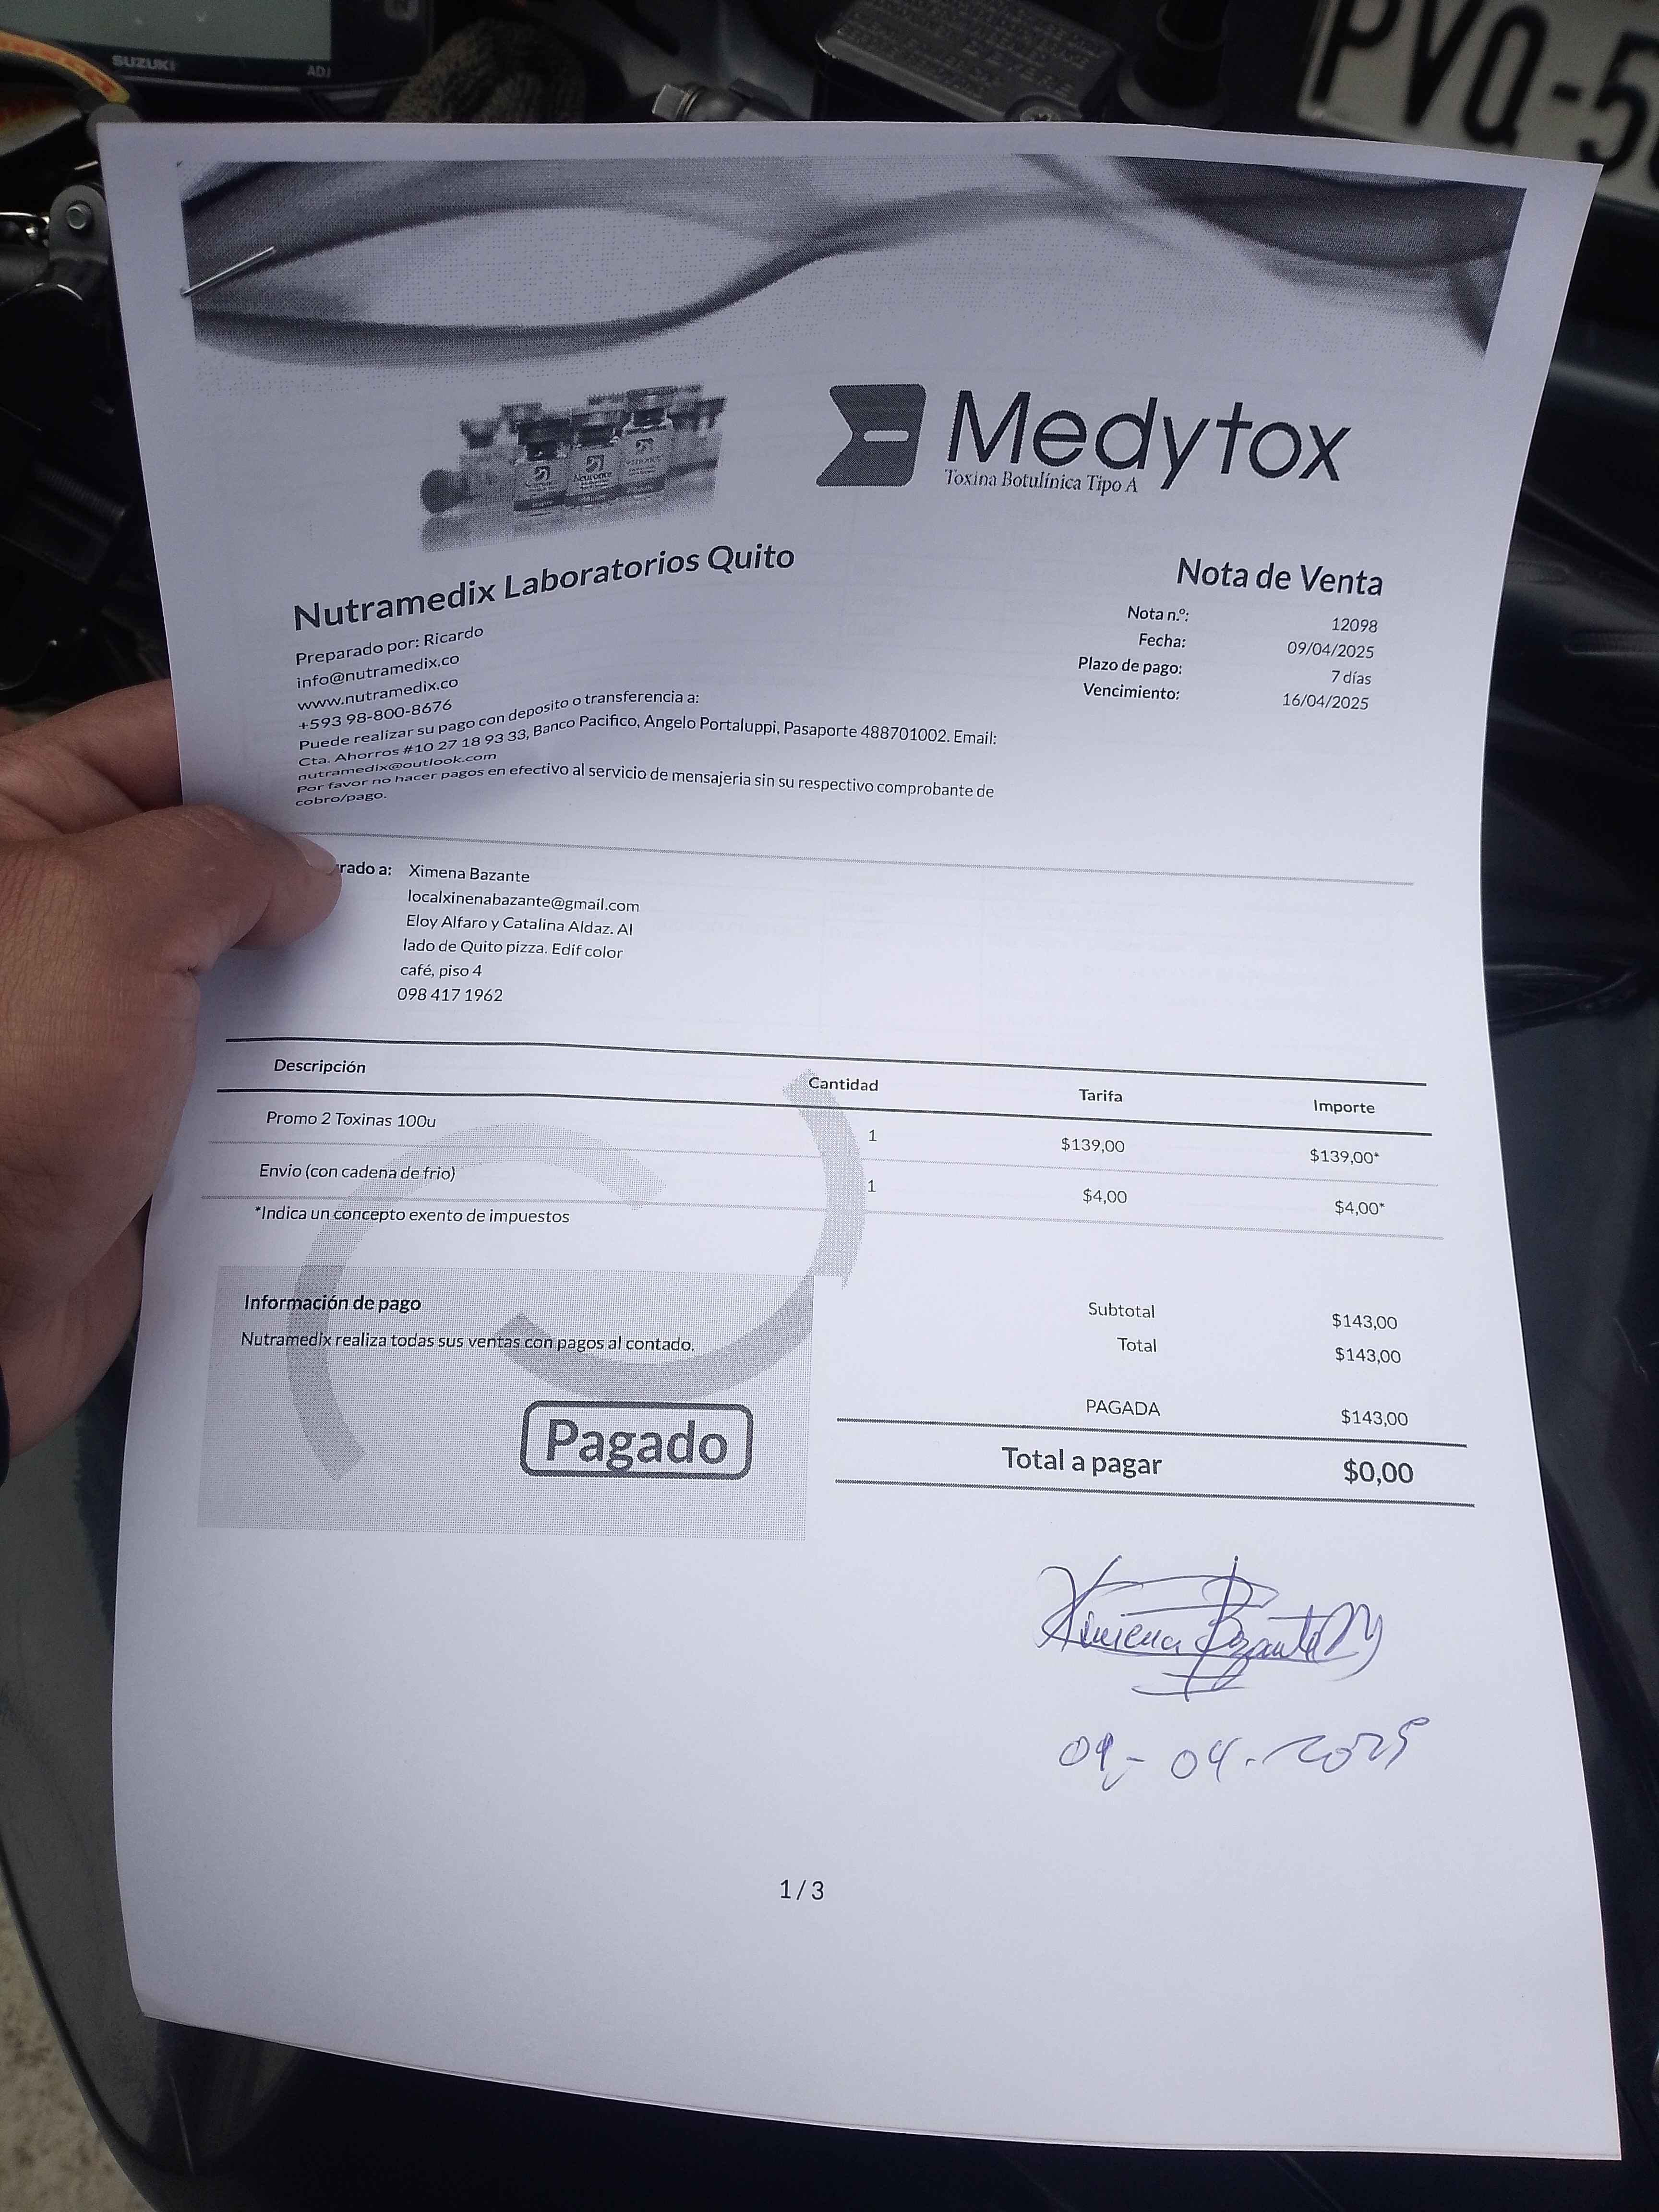 SUZUKI
ADJ
PVQ-5
Medytox
Toxina Botulínica Tipo A
Nutramedix Laboratorios Quito
Preparado por: Ricardo
info@nutramedix.co
www.nutramedix.co
+593 98-800-8676
Puede realizar su pago con deposito o transferencia a:
Cta. Ahorros #10 27 18 93 33, Banco Pacifico, Angelo Portaluppi, Pasaporte 488701002. Email:
nutramedix@outlook.com
Por favor no hacer pagos en efectivo al servicio de mensajeria sin su respectivo comprobante de
cobro/pago.
Nota de Venta
Nota n.º: 12098
Fecha: 09/04/2025
Plazo de pago: 7 días
Vencimiento: 16/04/2025
rado a: Ximena Bazante
localxinenabazante@gmail.com
Eloy Alfaro y Catalina Aldaz. Al
lado de Quito pizza. Edif color
café, piso 4
098 417 1962
Descripción Cantidad Tarifa Importe
Promo 2 Toxinas 100u 1 $139,00 $139,00*
Envio (con cadena de frio) 1 $4,00 $4,00*
*Indica un concepto exento de impuestos
Información de pago
Nutramedix realiza todas sus ventas con pagos al contado.
Pagado
Subtotal $143,00
Total $143,00
PAGADA $143,00
Total a pagar $0,00
Ximena Bazante
09-04-2025
1 / 3